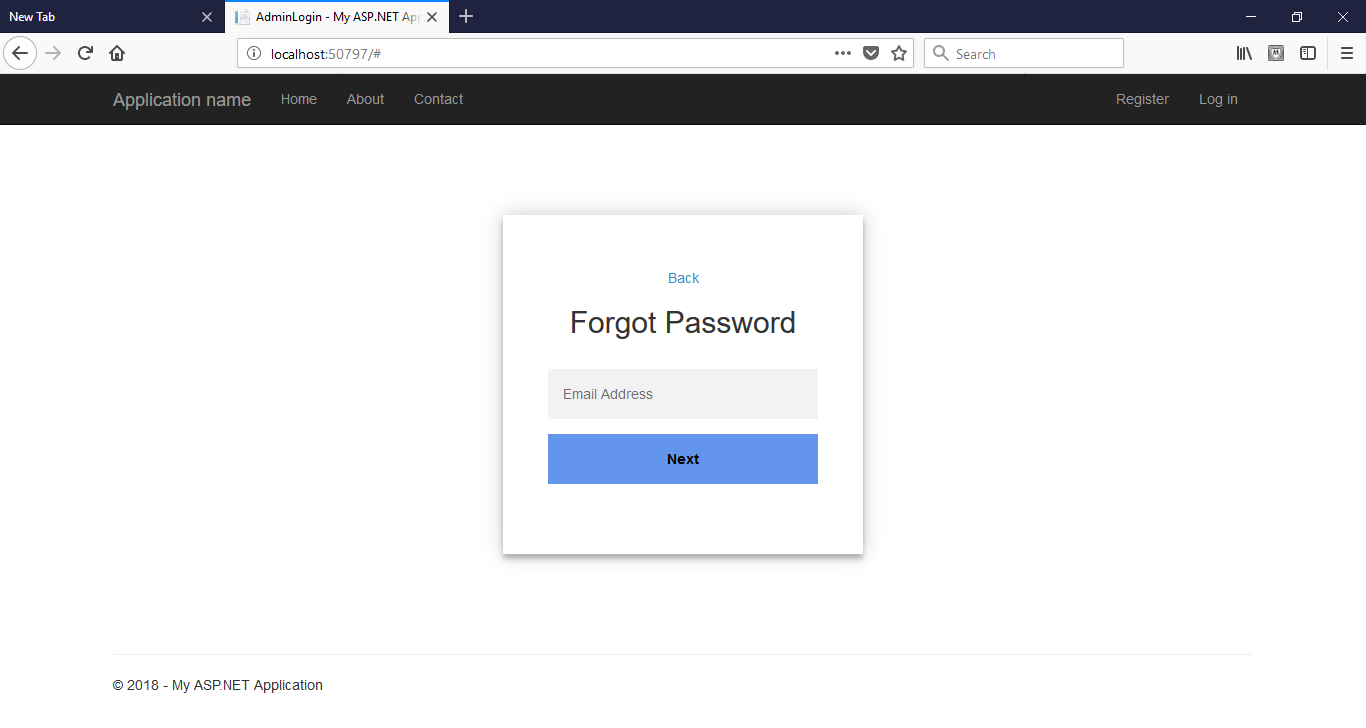 New Tab
AdminLogin - My ASP.NET Ap
localhost:50797/#
Search
Application name
Home
About
Contact
Register
Log in
Back
Forgot Password
Email Address
Next
© 2018 - My ASP.NET Application